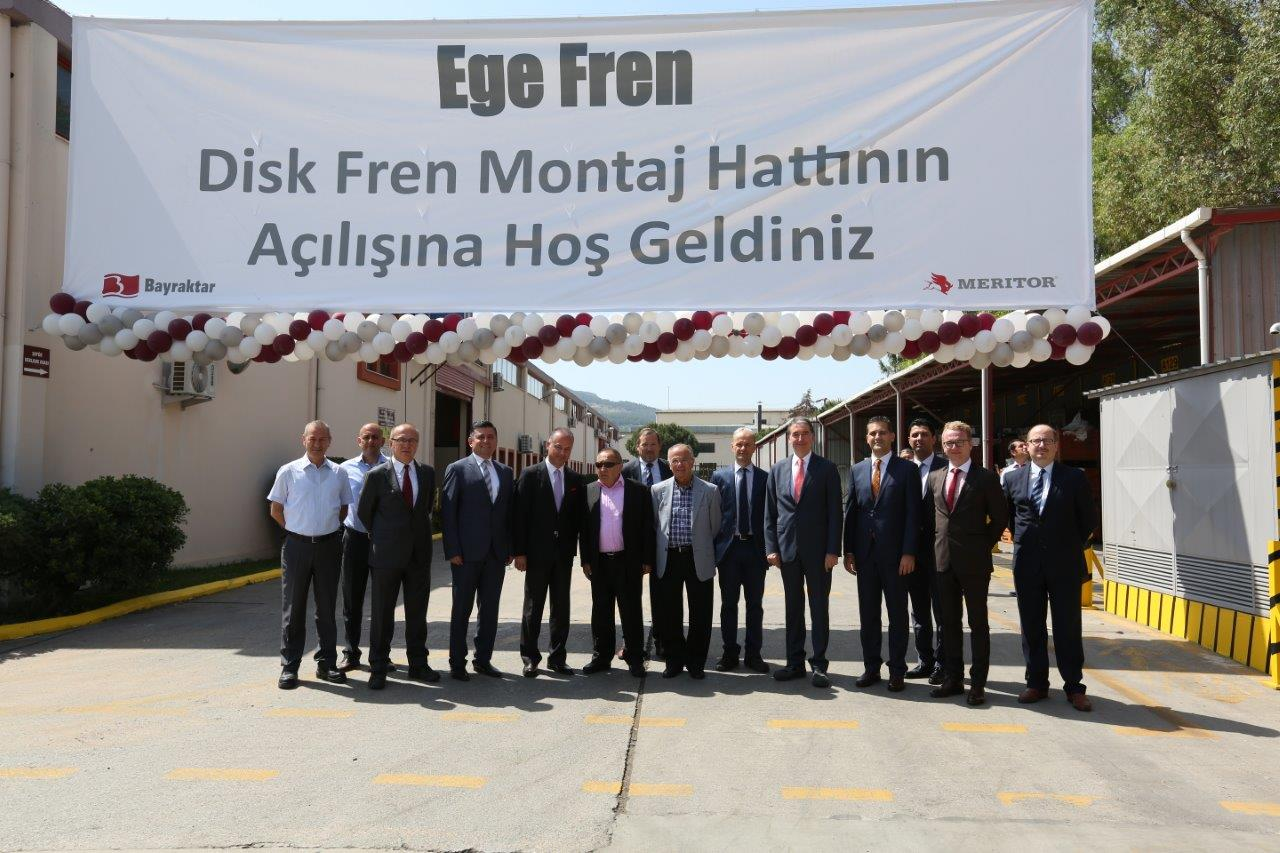 Ege Fren
Disk Fren Montaj Hattının
Açılışına Hoş Geldiniz
Bayraktar
MERITOR